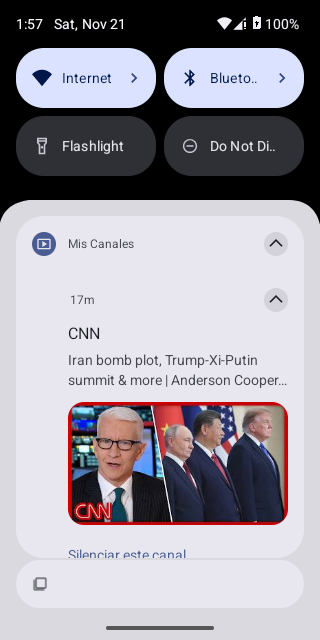 1:57 Sat, Nov 21 100%
Internet
Blueto..
Flashlight
Do Not Di..
Mis Canales
17m
CNN
Iran bomb plot, Trump-Xi-Putin
summit & more | Anderson Cooper...
CNN
Silenciar este canal